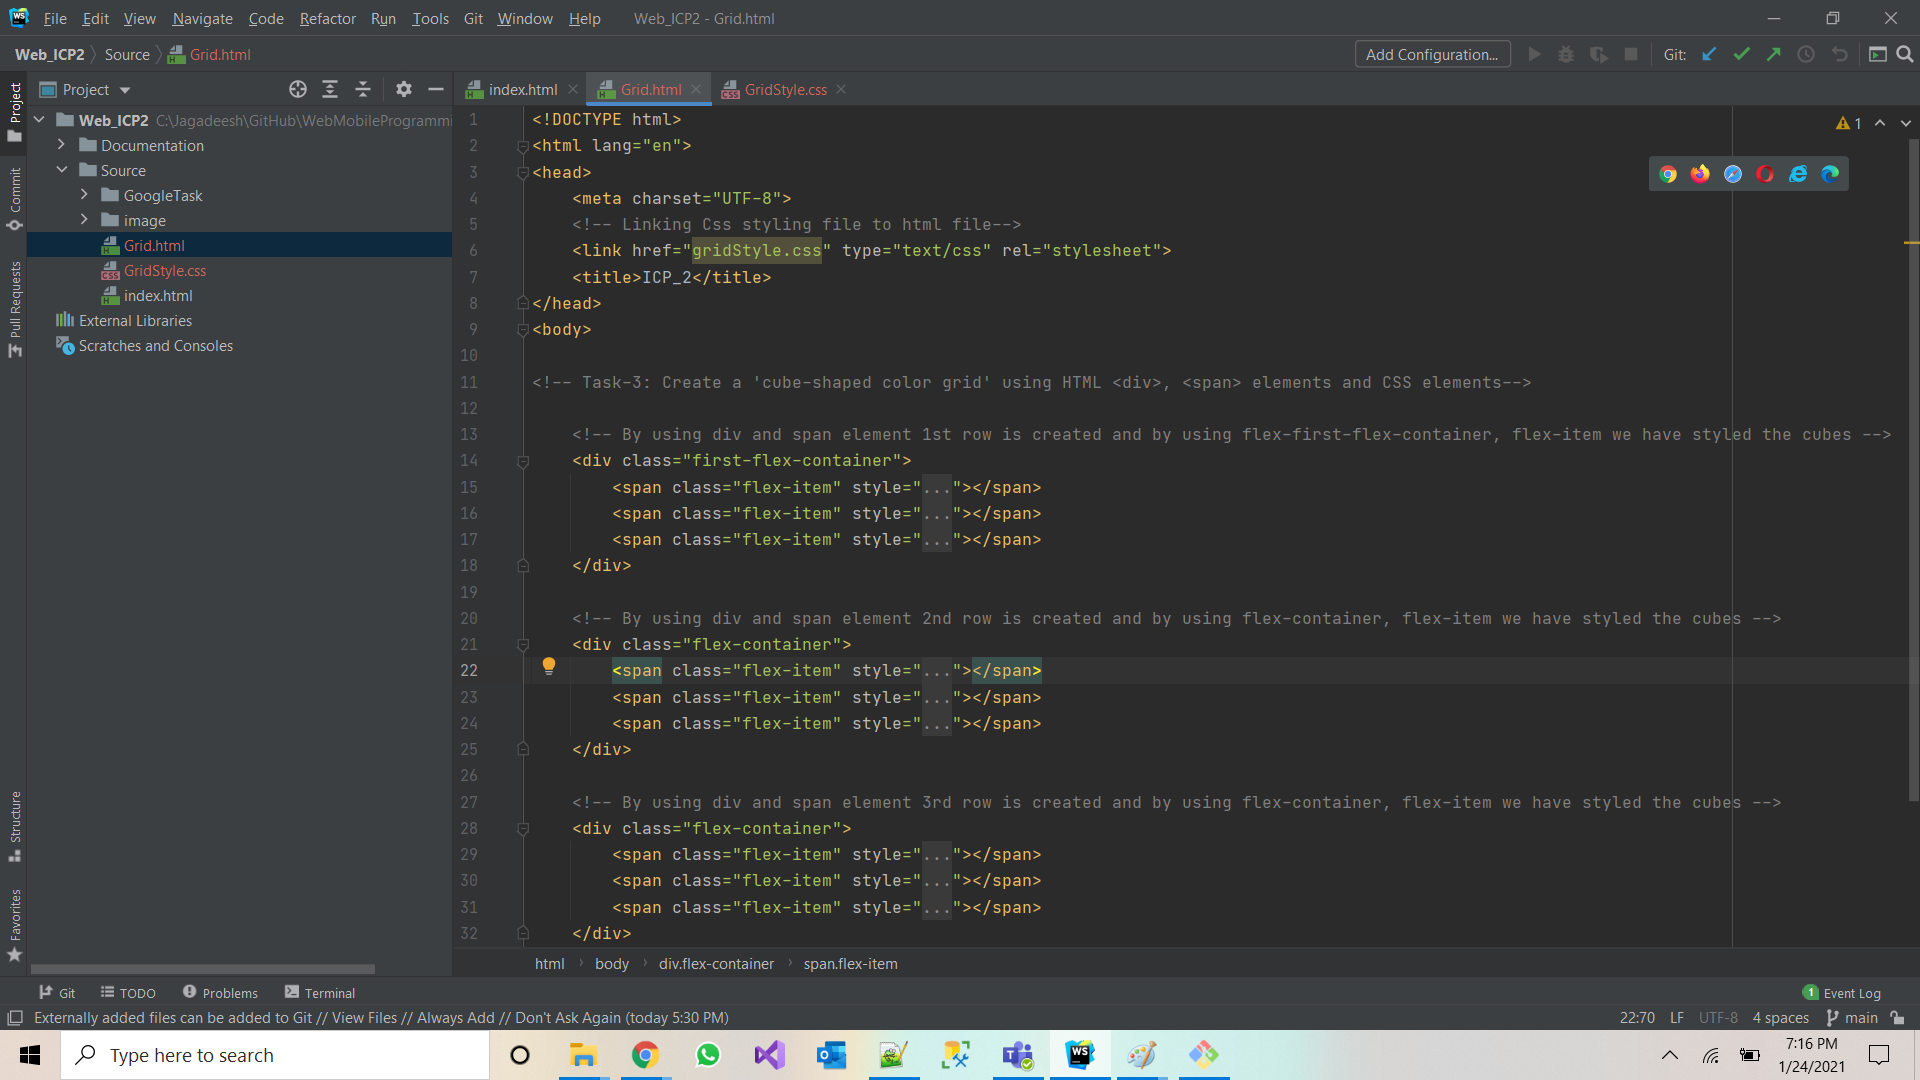 File Edit View Navigate Code Refactor Run Tools Git Window Help Web_ICP2 - Grid.html
Web_ICP2 Source Grid.html Add Configuration... Git:
Project
Commit
Pull Requests
Structure
Favorites
Project
Web_ICP2 C:\Jagadeesh\GitHub\WebMobileProgrammi
Documentation
Source
GoogleTask
image
Grid.html
GridStyle.css
index.html
External Libraries
Scratches and Consoles
index.html Grid.html GridStyle.css
1
1 <!DOCTYPE html>
2 <html lang="en">
3 <head>
4 <meta charset="UTF-8">
5 <!-- Linking Css styling file to html file-->
6 <link href="gridStyle.css" type="text/css" rel="stylesheet">
7 <title>ICP_2</title>
8 </head>
9 <body>
10
11 <!-- Task-3: Create a 'cube-shaped color grid' using HTML <div>, <span> elements and CSS elements-->
12
13 <!-- By using div and span element 1st row is created and by using flex-first-flex-container, flex-item we have styled the cubes -->
14 <div class="first-flex-container">
15 <span class="flex-item" style="..."></span>
16 <span class="flex-item" style="..."></span>
17 <span class="flex-item" style="..."></span>
18 </div>
19
20 <!-- By using div and span element 2nd row is created and by using flex-container, flex-item we have styled the cubes -->
21 <div class="flex-container">
22 <span class="flex-item" style="..."></span>
23 <span class="flex-item" style="..."></span>
24 <span class="flex-item" style="..."></span>
25 </div>
26
27 <!-- By using div and span element 3rd row is created and by using flex-container, flex-item we have styled the cubes -->
28 <div class="flex-container">
29 <span class="flex-item" style="..."></span>
30 <span class="flex-item" style="..."></span>
31 <span class="flex-item" style="..."></span>
32 </div>
html body div.flex-container span.flex-item
Git TODO Problems Terminal 1 Event Log
Externally added files can be added to Git // View Files // Always Add // Don't Ask Again (today 5:30 PM) 22:70 LF UTF-8 4 spaces main
Type here to search
7:16 PM
1/24/2021